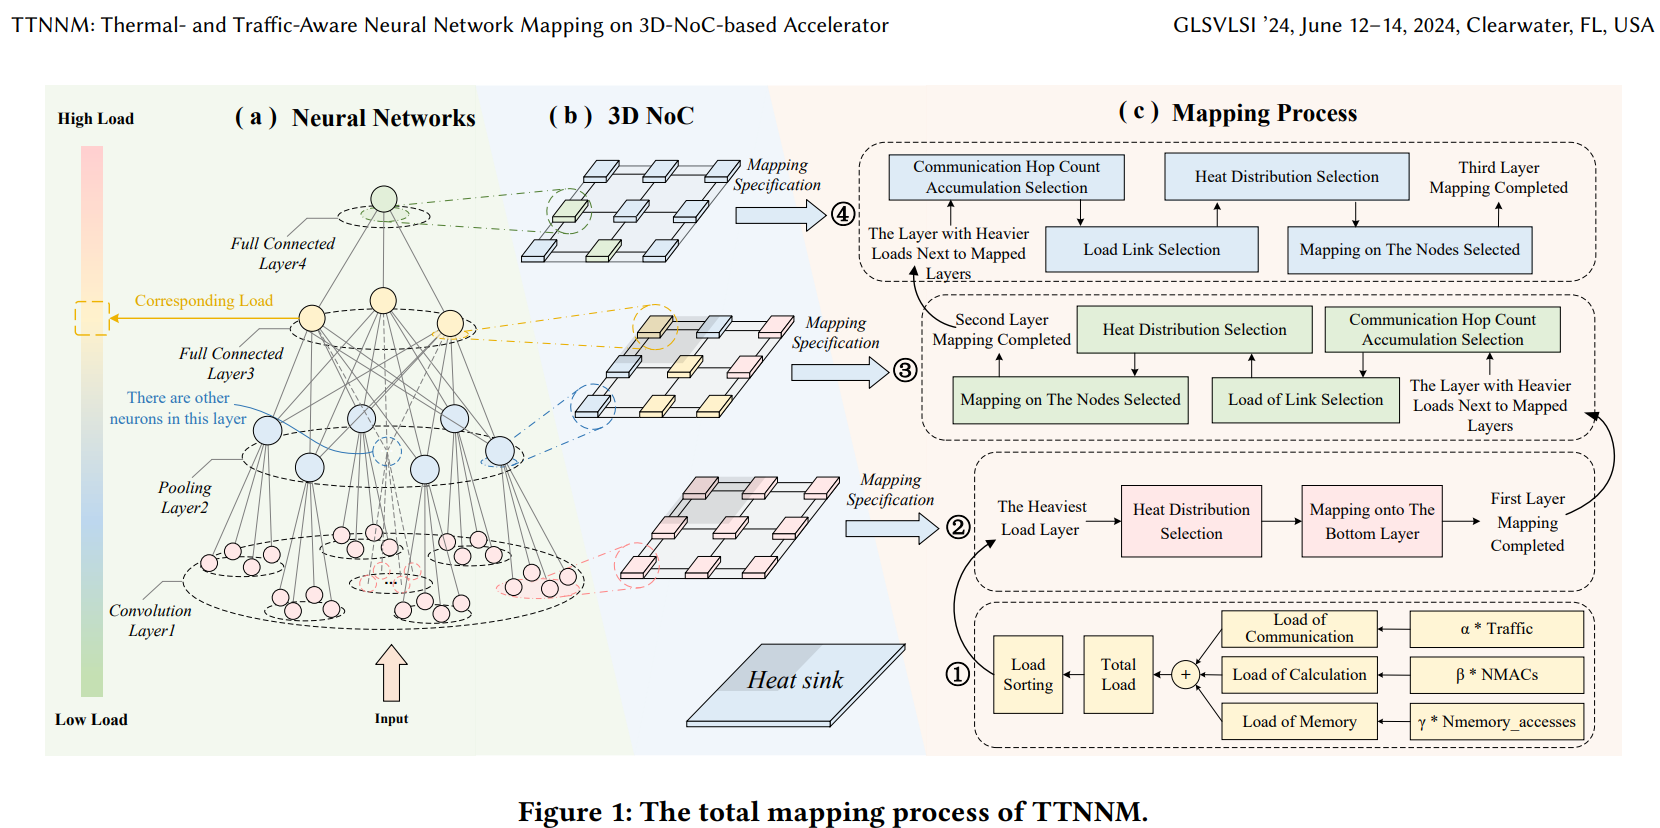 TTNNM: Thermal- and Traffic-Aware Neural Network Mapping on 3D-NoC-based Accelerator
GLSVLSI ’24, June 12–14, 2024, Clearwater, FL, USA
High Load
( a ) Neural Networks
Full Connected
Layer4
Corresponding Load
Full Connected
Layer3
There are other
neurons in this layer
Pooling
Layer2
...
Convolution
Layer1
Low Load
Input
( b ) 3D NoC
Mapping
Specification
Mapping
Specification
Mapping
Specification
Heat sink
( c ) Mapping Process
④
Communication Hop Count
Accumulation Selection
Heat Distribution Selection
Third Layer
Mapping Completed
The Layer with Heavier
Loads Next to Mapped
Layers
Load Link Selection
Mapping on The Nodes Selected
③
Second Layer
Mapping Completed
Heat Distribution Selection
Communication Hop Count
Accumulation Selection
Mapping on The Nodes Selected
Load of Link Selection
The Layer with Heavier
Loads Next to Mapped
Layers
②
The Heaviest
Load Layer
Heat Distribution
Selection
Mapping onto The
Bottom Layer
First Layer
Mapping
Completed
①
Load
Sorting
Total
Load
+
Load of
Communication
α * Traffic
Load of Calculation
β * NMACs
Load of Memory
γ * Nmemory_accesses
Figure 1: The total mapping process of TTNNM.